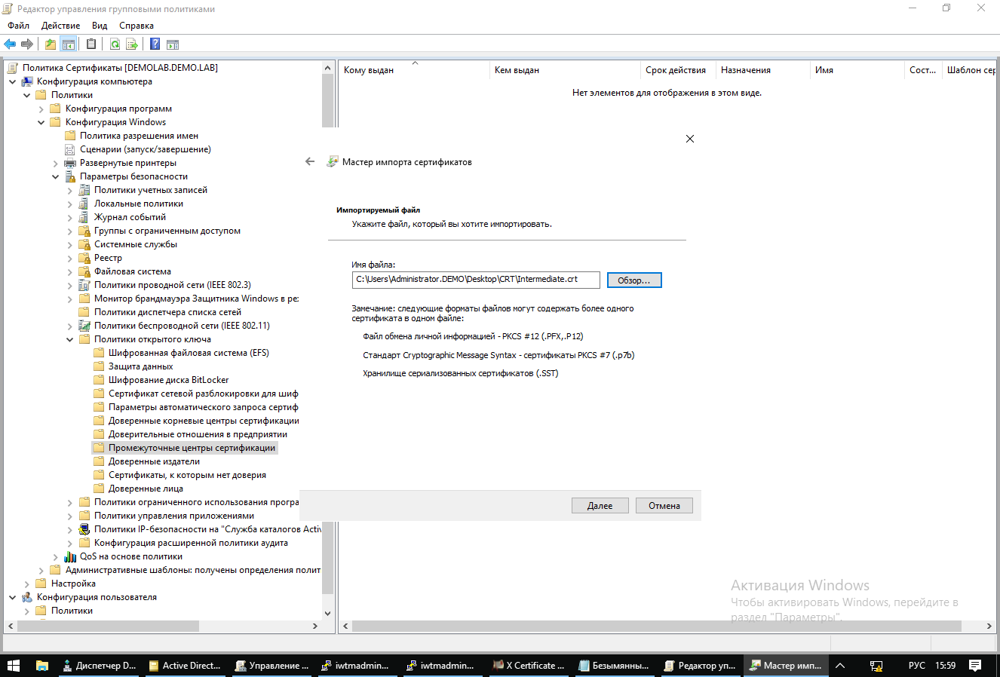 Редактор управления групповыми политиками
Файл Действие Вид Справка
Политика Сертификаты [DEMOLAB.DEMO.LAB]
Конфигурация компьютера
Политики
Конфигурация программ
Конфигурация Windows
Политика разрешения имен
Сценарии (запуск/завершение)
Развернутые принтеры
Параметры безопасности
Политики учетных записей
Локальные политики
Журнал событий
Группы с ограниченным доступом
Системные службы
Реестр
Файловая система
Политики проводной сети (IEEE 802.3)
Монитор брандмауэра Защитника Windows в ре
Политики диспетчера списка сетей
Политики беспроводной сети (IEEE 802.11)
Политики открытого ключа
Шифрованная файловая система (EFS)
Защита данных
Шифрование диска BitLocker
Сертификат сетевой разблокировки для шиф
Параметры автоматического запроса сертиф
Доверенные корневые центры сертификации
Доверительные отношения в предприятии
Промежуточные центры сертификации
Доверенные издатели
Сертификаты, к которым нет доверия
Доверенные лица
Политики ограниченного использования програ
Политики управления приложениями
Политики IP-безопасности на "Служба каталогов Activ
Конфигурация расширенной политики аудита
QoS на основе политики
Административные шаблоны: получены определения полит
Настройка
Конфигурация пользователя
Политики
Кому выдан Кем выдан Срок действия Назначения Имя Сост... Шаблон сер
Нет элементов для отображения в этом виде.
Мастер импорта сертификатов
Импортируемый файл
Укажите файл, который вы хотите импортировать.
Имя файла:
C:\Users\Administrator.DEMO\Desktop\CRT\Intermediate.crt Обзор...
Замечание: следующие форматы файлов могут содержать более одного
сертификата в одном файле:
Файл обмена личной информацией - PKCS #12 (.PFX,.P12)
Стандарт Cryptographic Message Syntax - сертификаты PKCS #7 (.p7b)
Хранилище сериализованных сертификатов (.SST)
Далее Отмена
Активация Windows
Чтобы активировать Windows, перейдите в
раздел "Параметры".
Диспетчер D... Active Direct... Управление ... iwtmadmin... iwtmadmin... X Certificate ... Безымянны... Редактор уп... Мастер имп... РУС 15:59